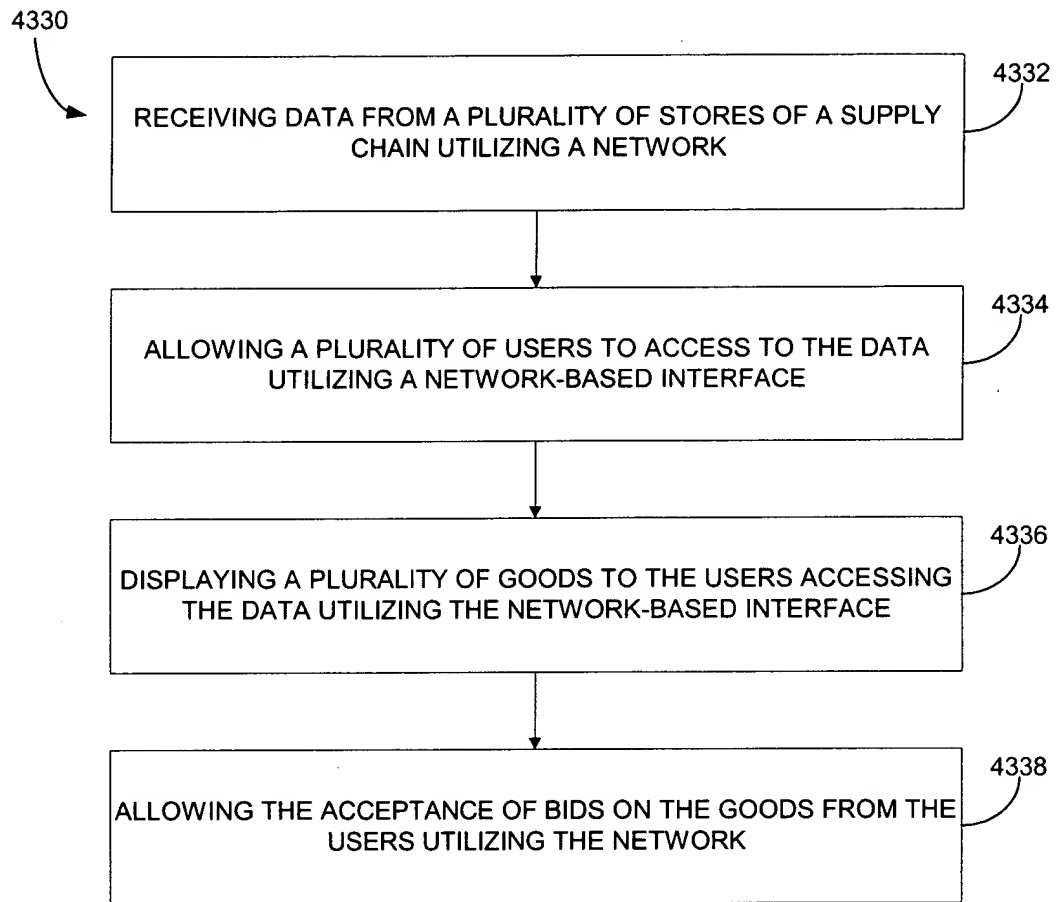 4330
4332
RECEIVING DATA FROM A PLURALITY OF STORES OF A SUPPLY
CHAIN UTILIZING A NETWORK
4334
ALLOWING A PLURALITY OF USERS TO ACCESS TO THE DATA
UTILIZING A NETWORK-BASED INTERFACE
4336
DISPLAYING A PLURALITY OF GOODS TO THE USERS ACCESSING
THE DATA UTILIZING THE NETWORK-BASED INTERFACE
4338
ALLOWING THE ACCEPTANCE OF BIDS ON THE GOODS FROM THE
USERS UTILIZING THE NETWORK